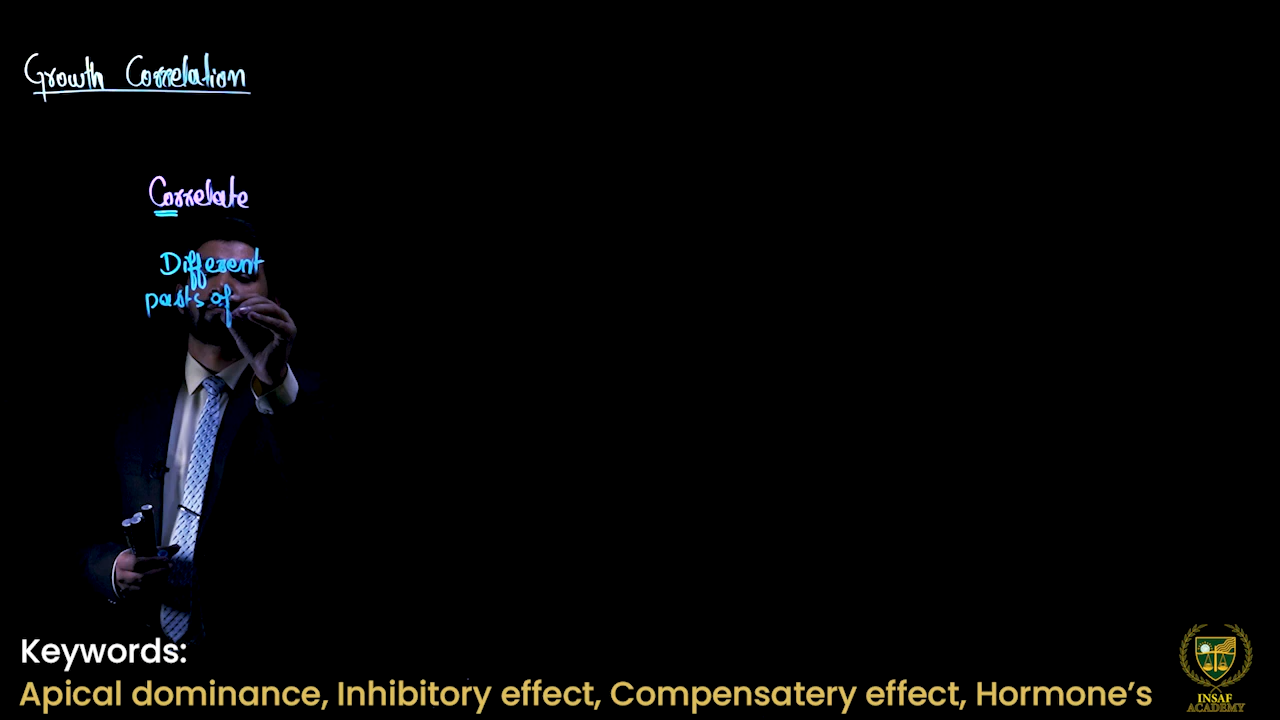 Growth Correlation
Correlate
Different
parts of
Keywords:
Apical dominance, Inhibitory effect, Compensatery effect, Hormone's
INSAF
ACADEMY